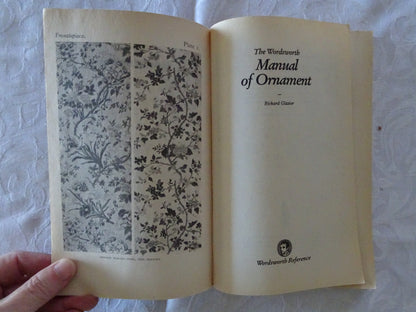 Frontispiece.
Plate 1.
The Wordsworth
Manual
of Ornament
–
Richard Glazier
Wordsworth Reference